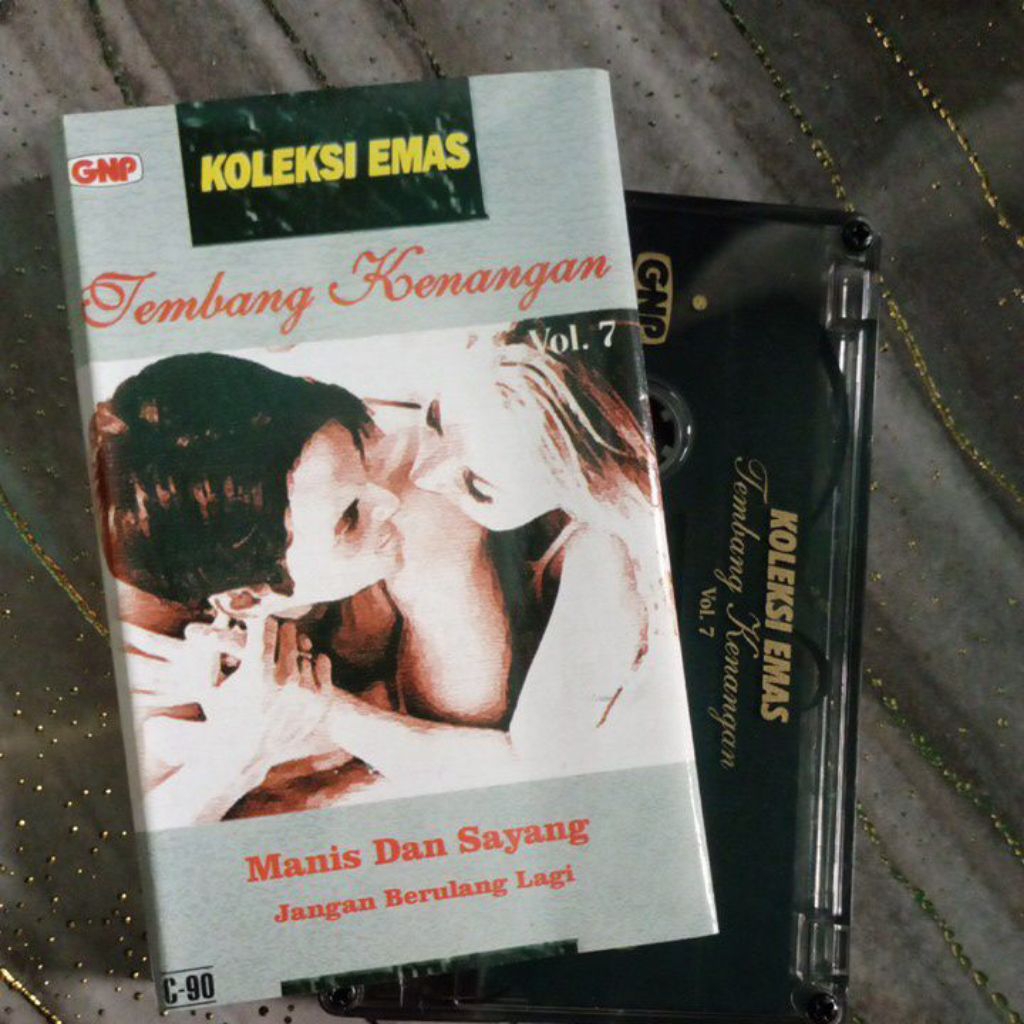 GNP
KOLEKSI EMAS
Tembang Kenangan
Vol. 7
Manis Dan Sayang
Jangan Berulang Lagi
C-90
GNP
KOLEKSI EMAS
Tembang Kenangan
Vol. 7